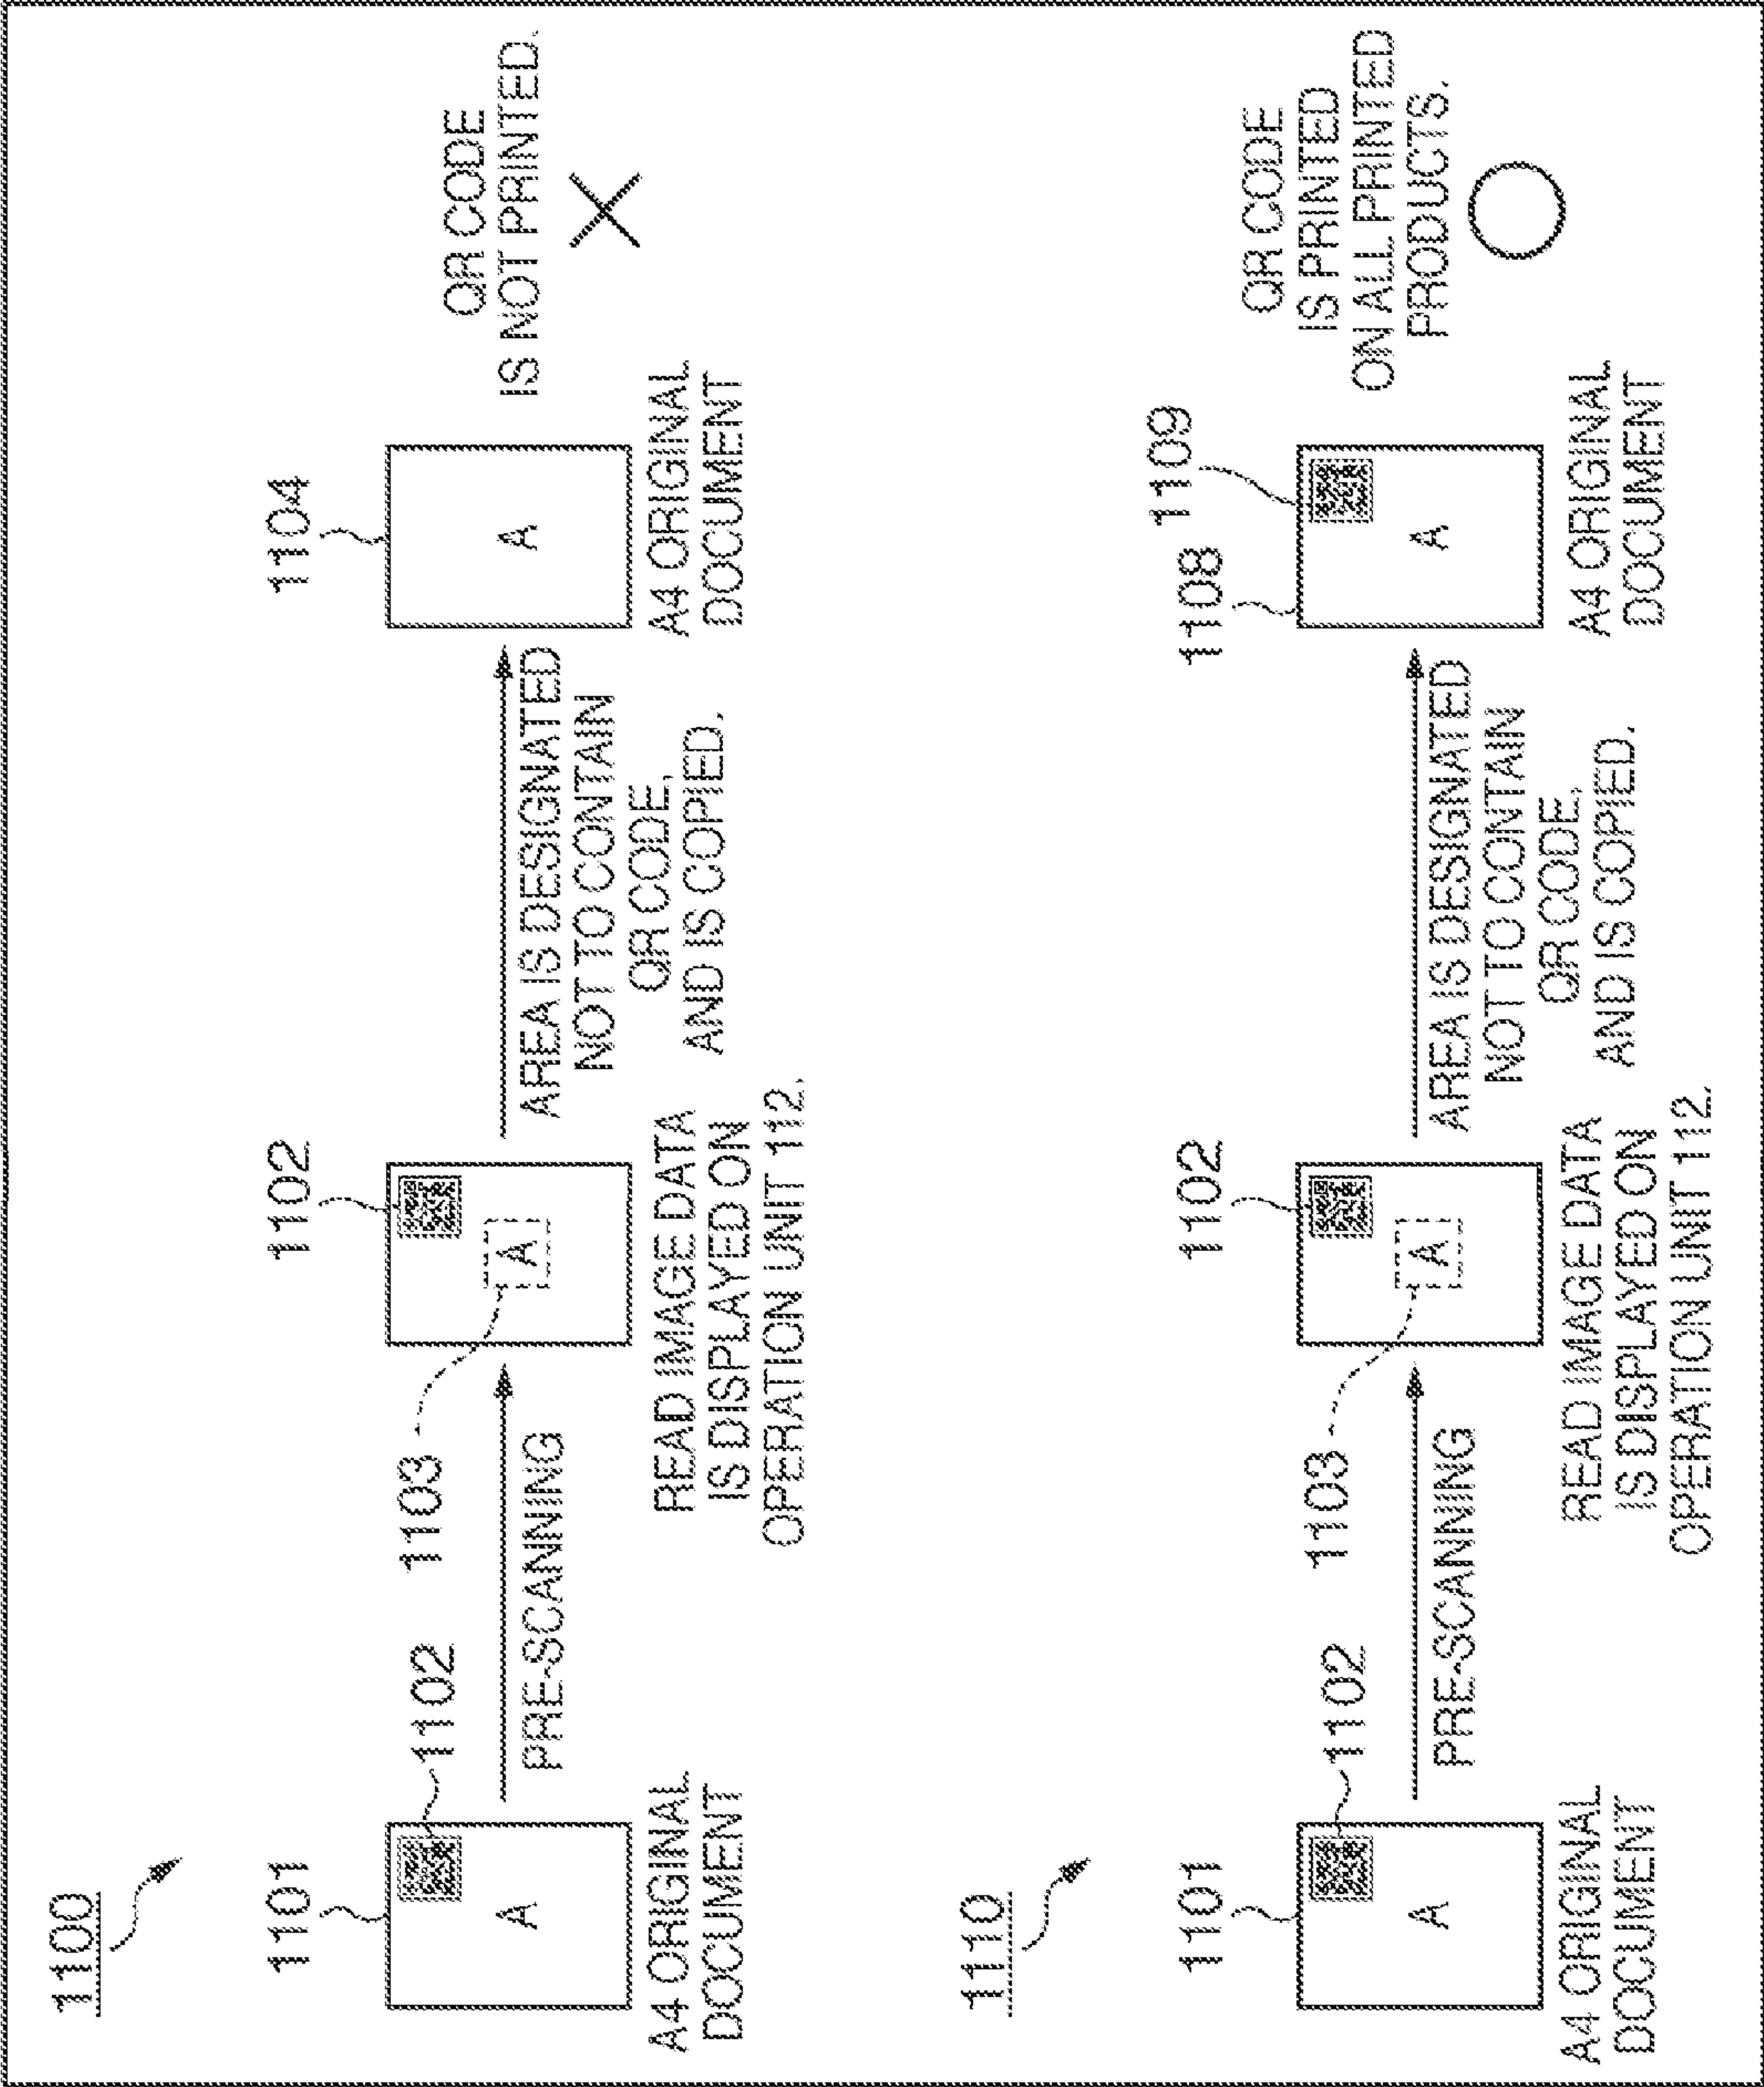 1100
1101
1102
A4 ORIGINAL
DOCUMENT
A
PRE-SCANNING
1103
1102
A
READ IMAGE DATA
IS DISPLAYED ON
OPERATION UNIT 112.
AREA IS DESIGNATED
NOT TO CONTAIN
QR CODE,
AND IS COPIED.
1104
A
A4 ORIGINAL
DOCUMENT
QR CODE
IS NOT PRINTED.
1110
1101
1102
A
A4 ORIGINAL
DOCUMENT
PRE-SCANNING
1103
1102
A
READ IMAGE DATA
IS DISPLAYED ON
OPERATION UNIT 112.
AREA IS DESIGNATED
NOT TO CONTAIN
QR CODE,
AND IS COPIED.
1108
1109
A
A4 ORIGINAL
DOCUMENT
QR CODE
IS PRINTED
ON ALL PRINTED
PRODUCTS.